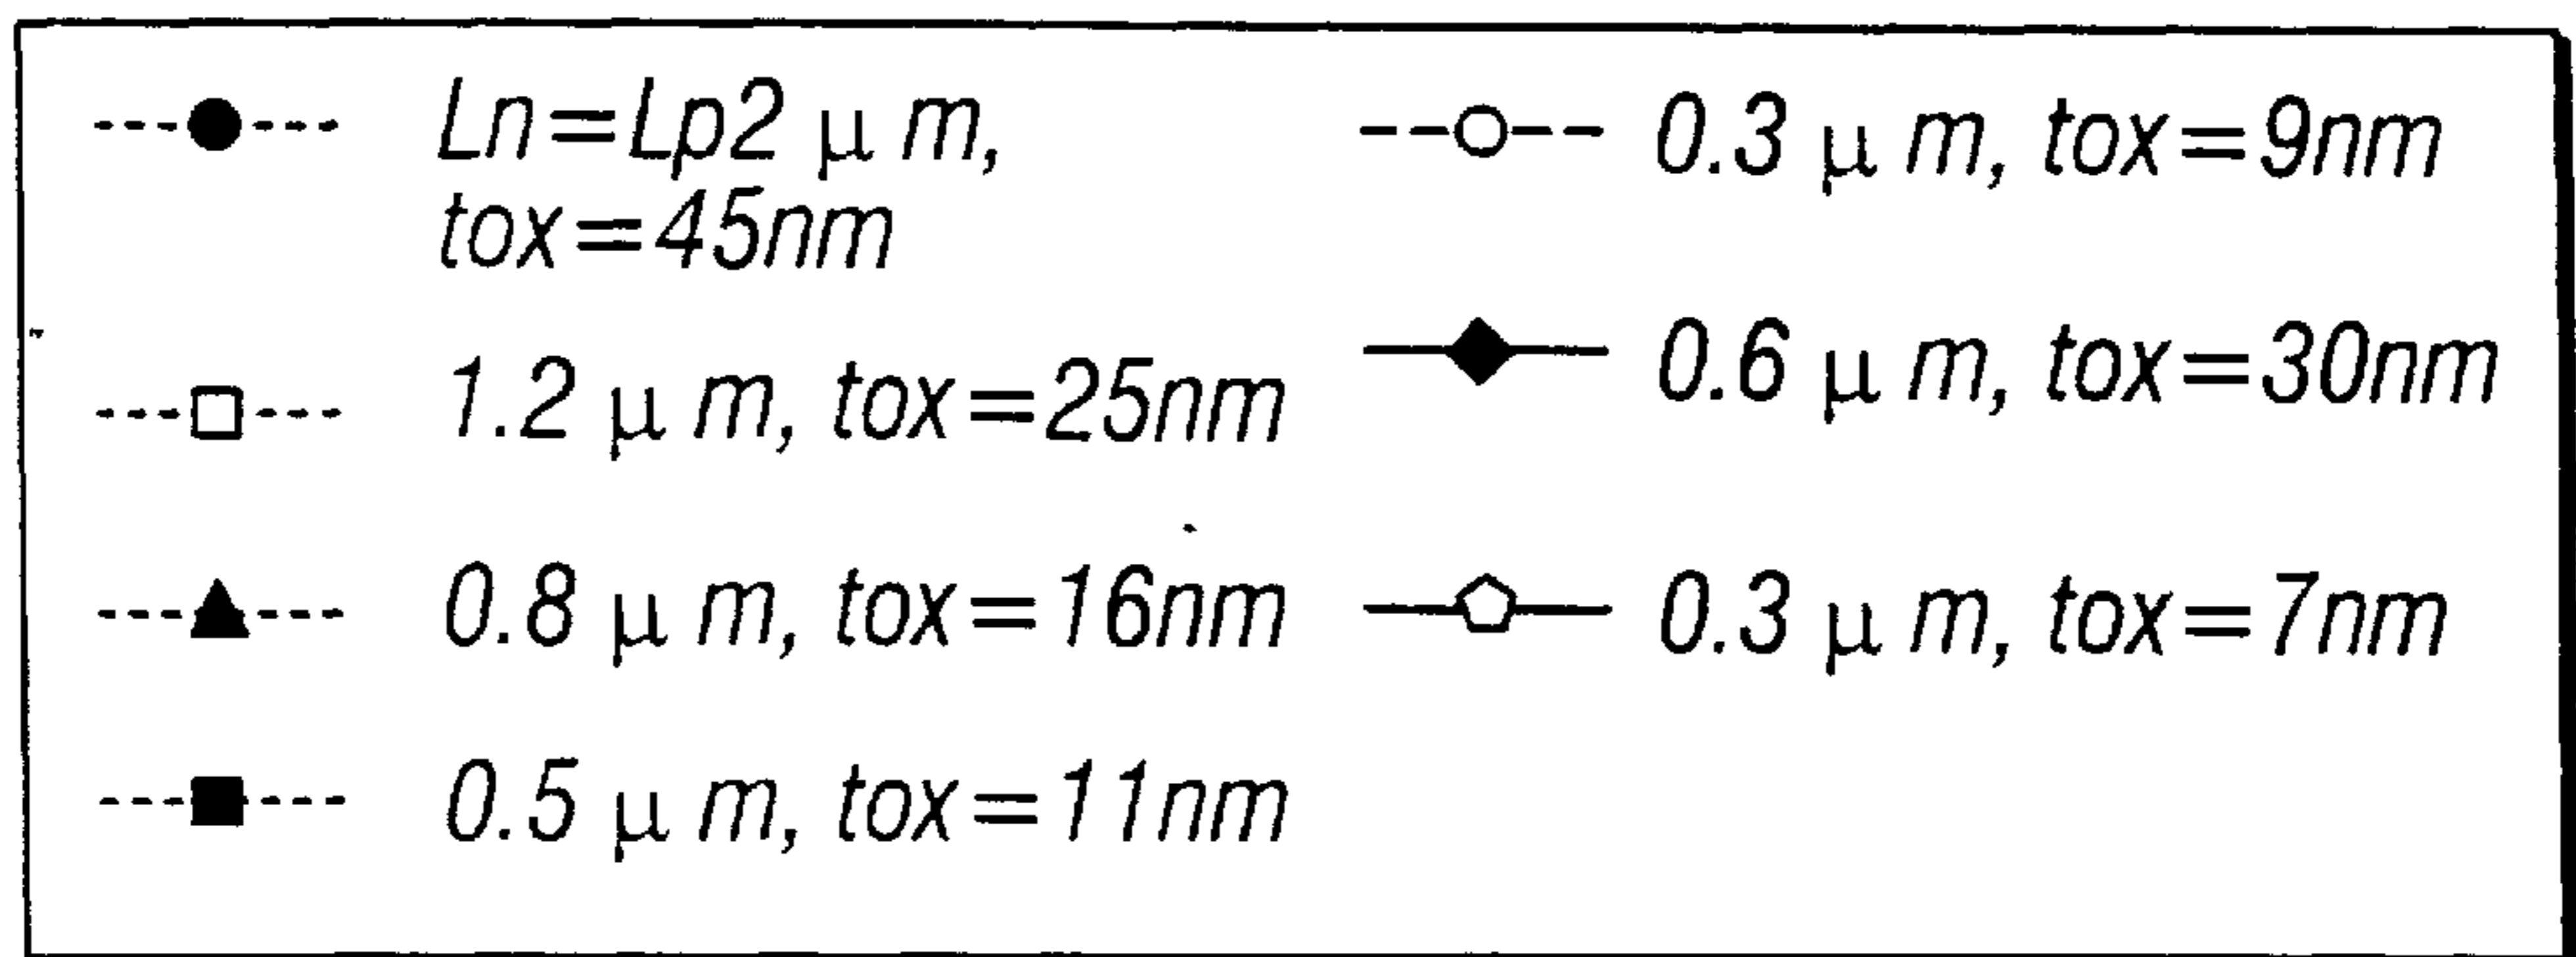 Ln=Lp2 μ m,
tox=45nm
1.2 μ m, tox=25nm
0.8 μ m, tox=16nm
0.5 μ m, tox=11nm
0.3 μ m, tox=9nm
0.6 μ m, tox=30nm
0.3 μ m, tox=7nm